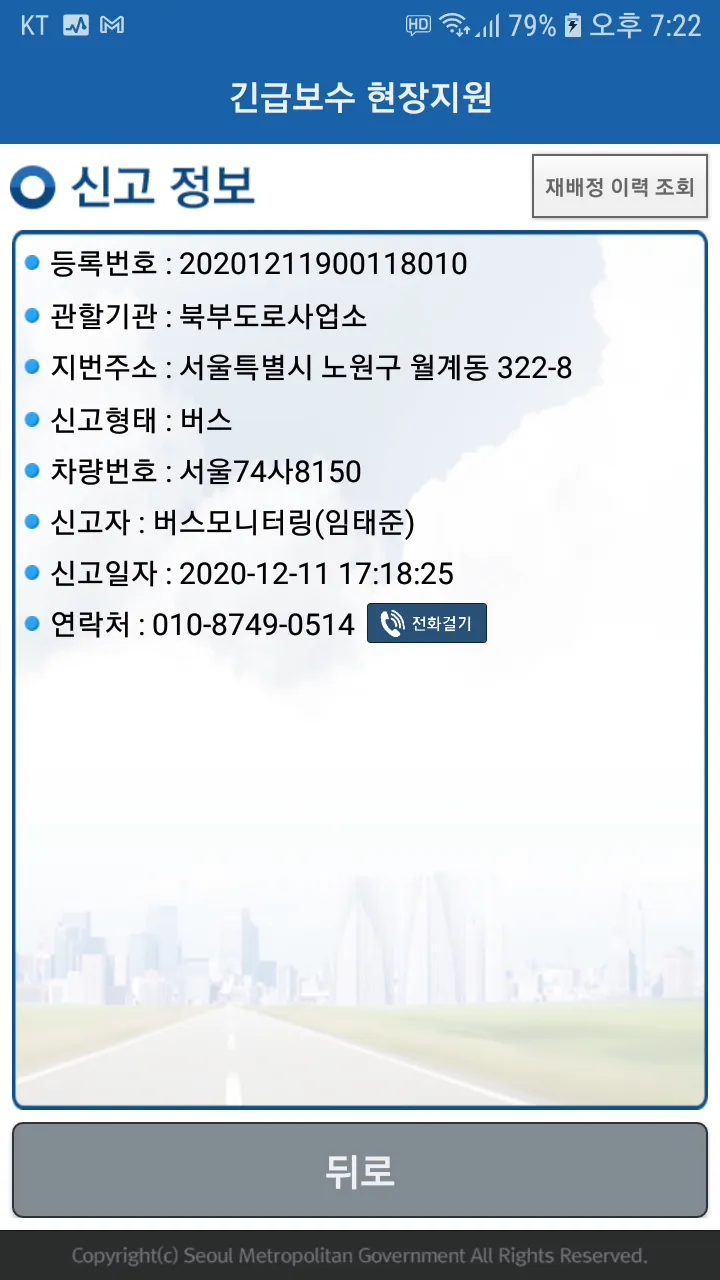 KT HD 79% 오후 7:22
긴급보수 현장지원
신고 정보
재배정 이력 조회
등록번호 : 20201211900118010
관할기관 : 북부도로사업소
지번주소 : 서울특별시 노원구 월계동 322-8
신고형태 : 버스
차량번호 : 서울74사8150
신고자 : 버스모니터링(임태준)
신고일자 : 2020-12-11 17:18:25
연락처 : 010-8749-0514 전화걸기
뒤로
Copyright(c) Seoul Metropolitan Government All Rights Reserved.